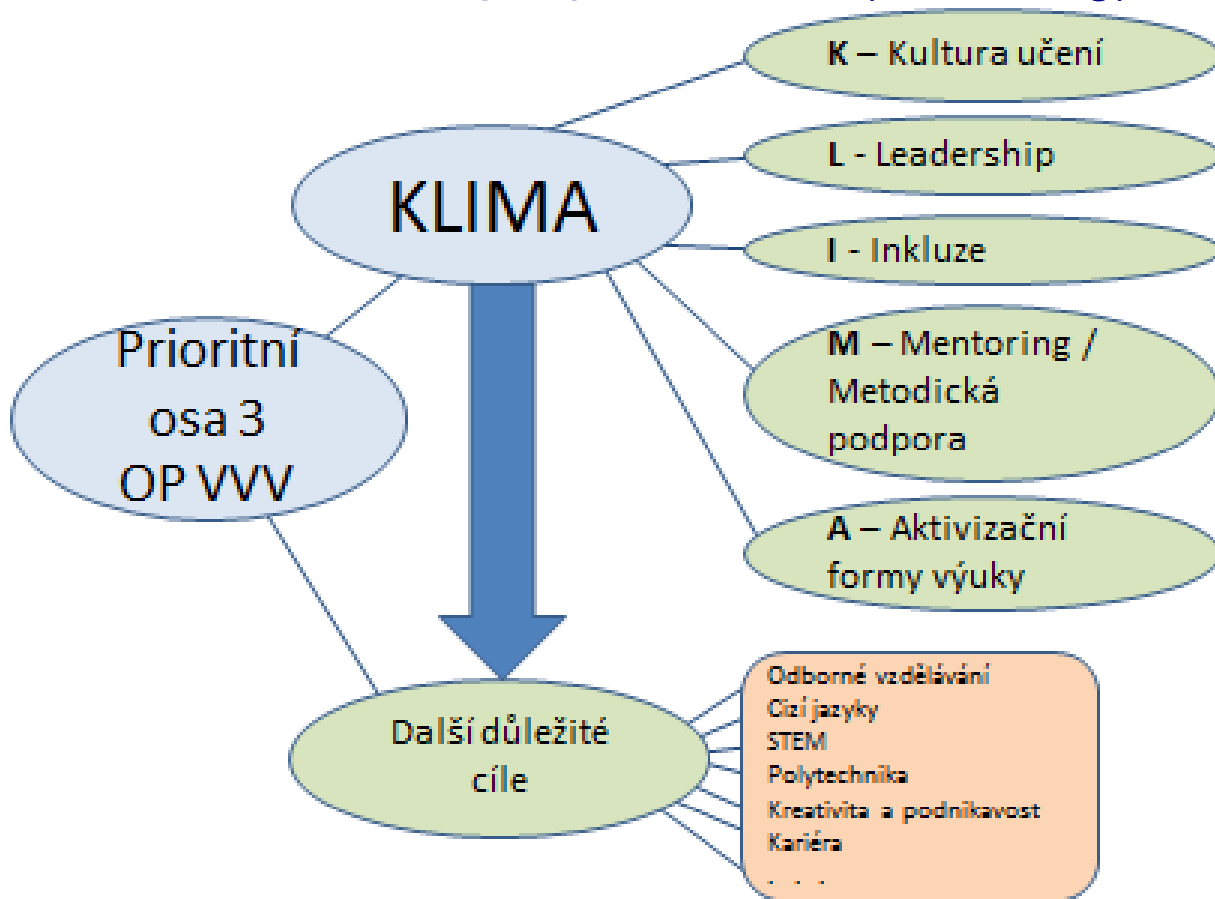 K – Kultura učení
L - Leadership
KLIMA
I - Inkluze
Prioritní
osa 3
OP VVV
M – Mentoring /
Metodická
podpora
A – Aktivizační
formy výuky
Další důležité
cíle
Odborné vzdělávání
Cizí jazyky
STEM
Polytechnika
Kreativita a podnikavost
Kariéra
. . .